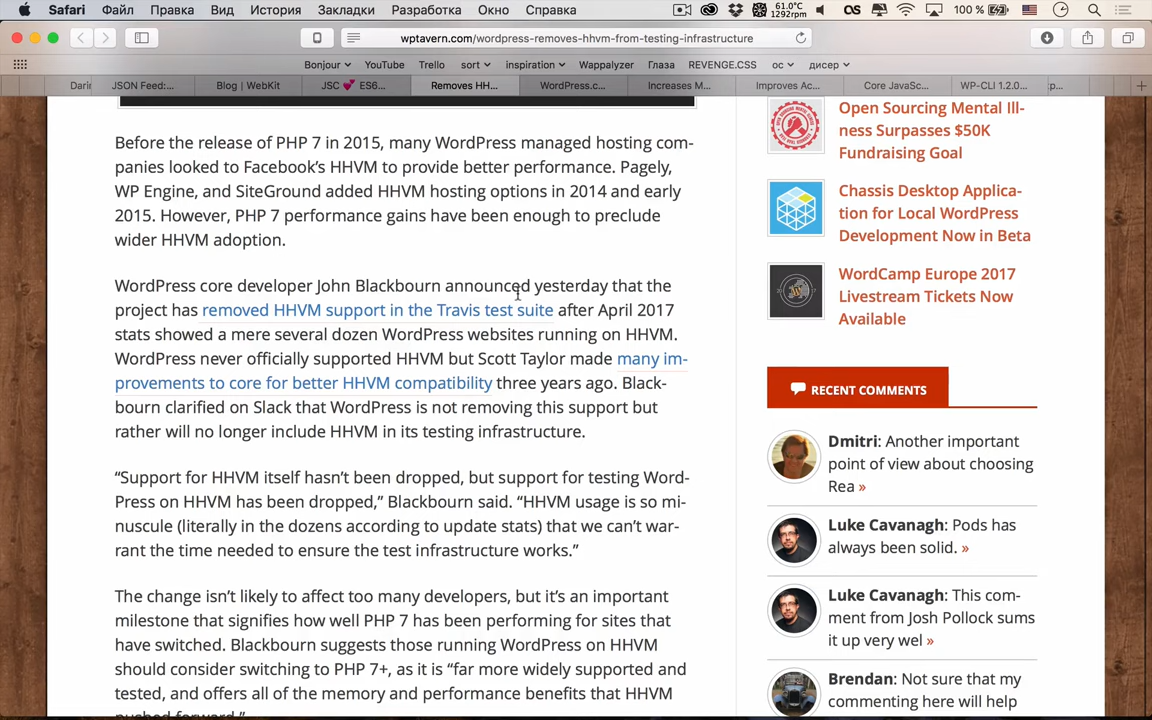 Safari Файл Правка Вид История Закладки Разработка Окно Справка
61.0°C
1292rpm
100 %
wptavern.com/wordpress-removes-hhvm-from-testing-infrastructure
Bonjour YouTube Trello sort inspiration Wappalyzer Глаза REVENGE.CSS ос дисер
Darin JSON Feed:... Blog | WebKit JSC 💕 ES6... Removes HH... WordPress.c... Increases M... Improves Ac... Core JavaSc... WP-CLI 1.2.0...
Before the release of PHP 7 in 2015, many WordPress managed hosting com-
panies looked to Facebook’s HHVM to provide better performance. Pagely,
WP Engine, and SiteGround added HHVM hosting options in 2014 and early
2015. However, PHP 7 performance gains have been enough to preclude
wider HHVM adoption.
WordPress core developer John Blackbourn announced yesterday that the
project has removed HHVM support in the Travis test suite after April 2017
stats showed a mere several dozen WordPress websites running on HHVM.
WordPress never officially supported HHVM but Scott Taylor made many im-
provements to core for better HHVM compatibility three years ago. Black-
bourn clarified on Slack that WordPress is not removing this support but
rather will no longer include HHVM in its testing infrastructure.
“Support for HHVM itself hasn’t been dropped, but support for testing Word-
Press on HHVM has been dropped,” Blackbourn said. “HHVM usage is so mi-
nuscule (literally in the dozens according to update stats) that we can’t war-
rant the time needed to ensure the test infrastructure works.”
The change isn’t likely to affect too many developers, but it’s an important
milestone that signifies how well PHP 7 has been performing for sites that
have switched. Blackbourn suggests those running WordPress on HHVM
should consider switching to PHP 7+, as it is “far more widely supported and
tested, and offers all of the memory and performance benefits that HHVM
pushed forward.”
Open Sourcing Mental Ill-
ness Surpasses $50K
Fundraising Goal
Chassis Desktop Applica-
tion for Local WordPress
Development Now in Beta
WordCamp Europe 2017
Livestream Tickets Now
Available
RECENT COMMENTS
Dmitri: Another important
point of view about choosing
Rea »
Luke Cavanagh: Pods has
always been solid. »
Luke Cavanagh: This com-
ment from Josh Pollock sums
it up very wel »
Brendan: Not sure that my
commenting here will help